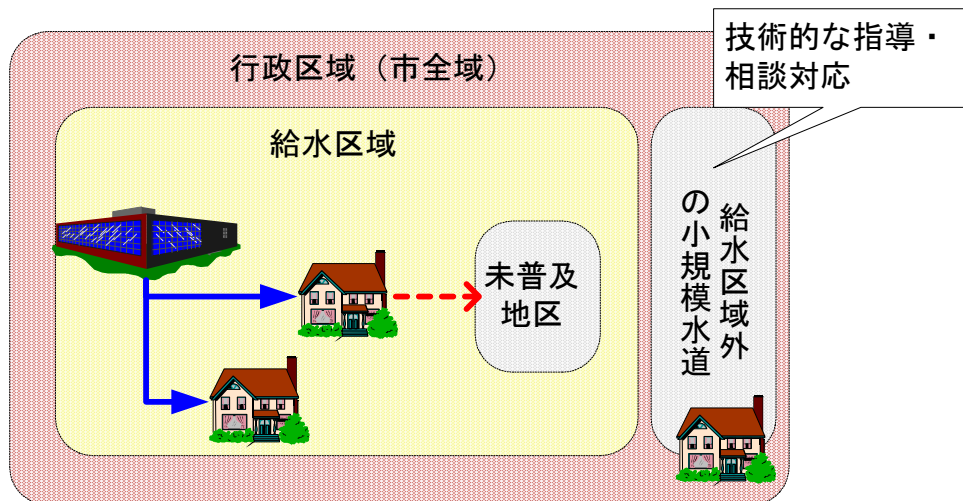 技術的な指導・
相談対応
行政区域（市全域）
給水区域
未普及
地区
給水区域外
の小規模水道